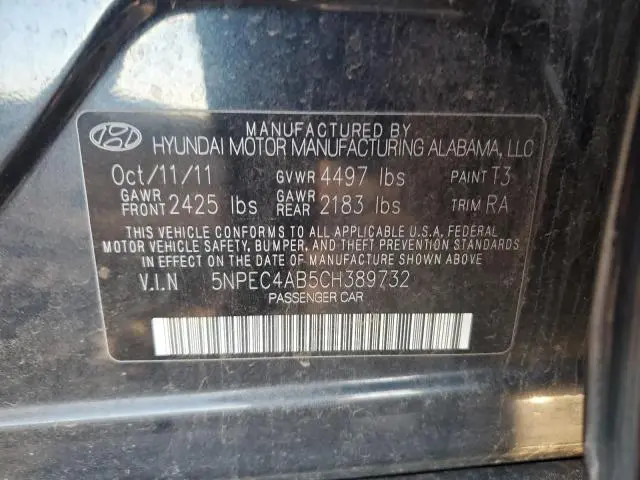 MANUFACTURED BY
HYUNDAI MOTOR MANUFACTURING ALABAMA, LLC
Oct/11/11 GVWR 4497 lbs PAINT T3
GAWR FRONT 2425 lbs GAWR REAR 2183 lbs TRIM RA
THIS VEHICLE CONFORMS TO ALL APPLICABLE U.S.A. FEDERAL
MOTOR VEHICLE SAFETY, BUMPER, AND THEFT PREVENTION STANDARDS
IN EFFECT ON THE DATE OF MANUFACTURE SHOWN ABOVE
V.I.N 5NPEC4AB5CH389732
PASSENGER CAR